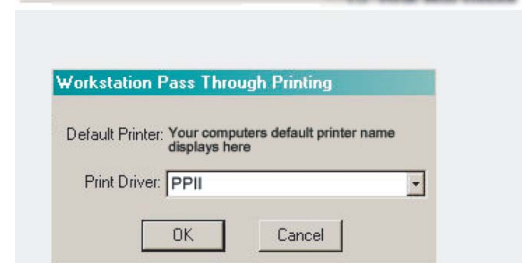 Workstation Pass Through Printing
Default Printer: Your computers default printer name
displays here
Print Driver: PPII
OK Cancel